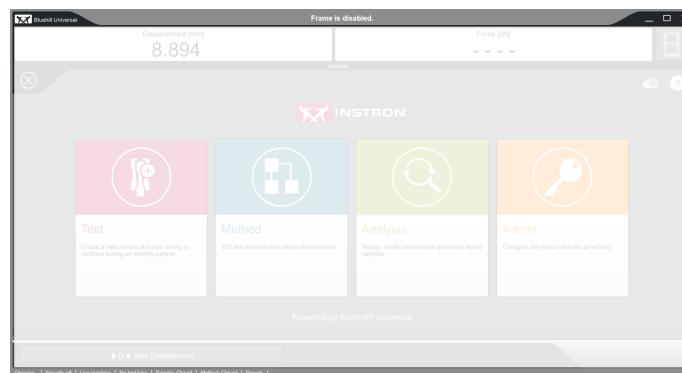 Bluehill Universal
Frame is disabled.
Displacement [mm]
8.894
Force [kN]
- - - -
INSTRON
Test
Create a new sample and start testing or
continue testing an existing sample.
Method
Edit test methods and create new methods.
Analysis
Replay, modify and analyze previously tested
samples.
Admin
Configure the system and set up security.
Powered by Bluehill® Universal
0 Zero Displacement